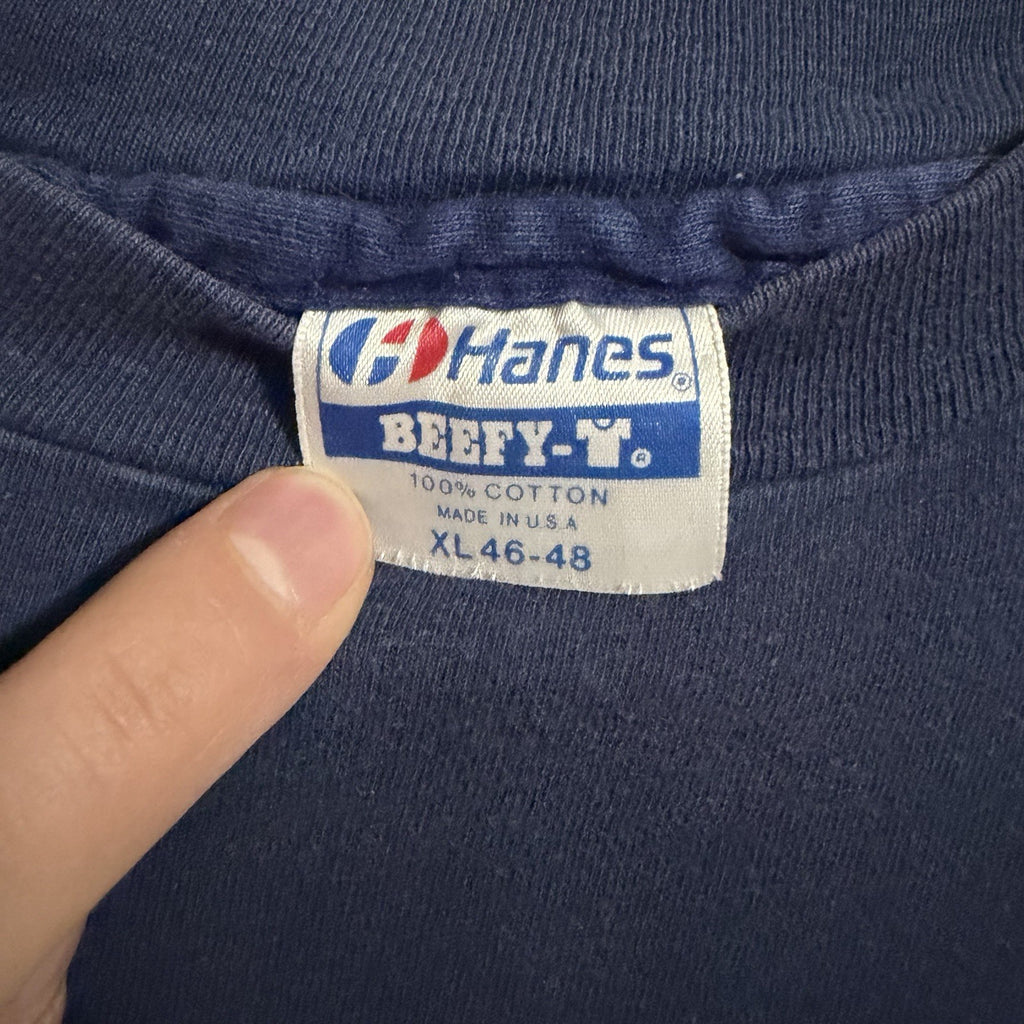 Hanes®
BEEFY-T®
100% COTTON
MADE IN U.S.A
XL 46-48